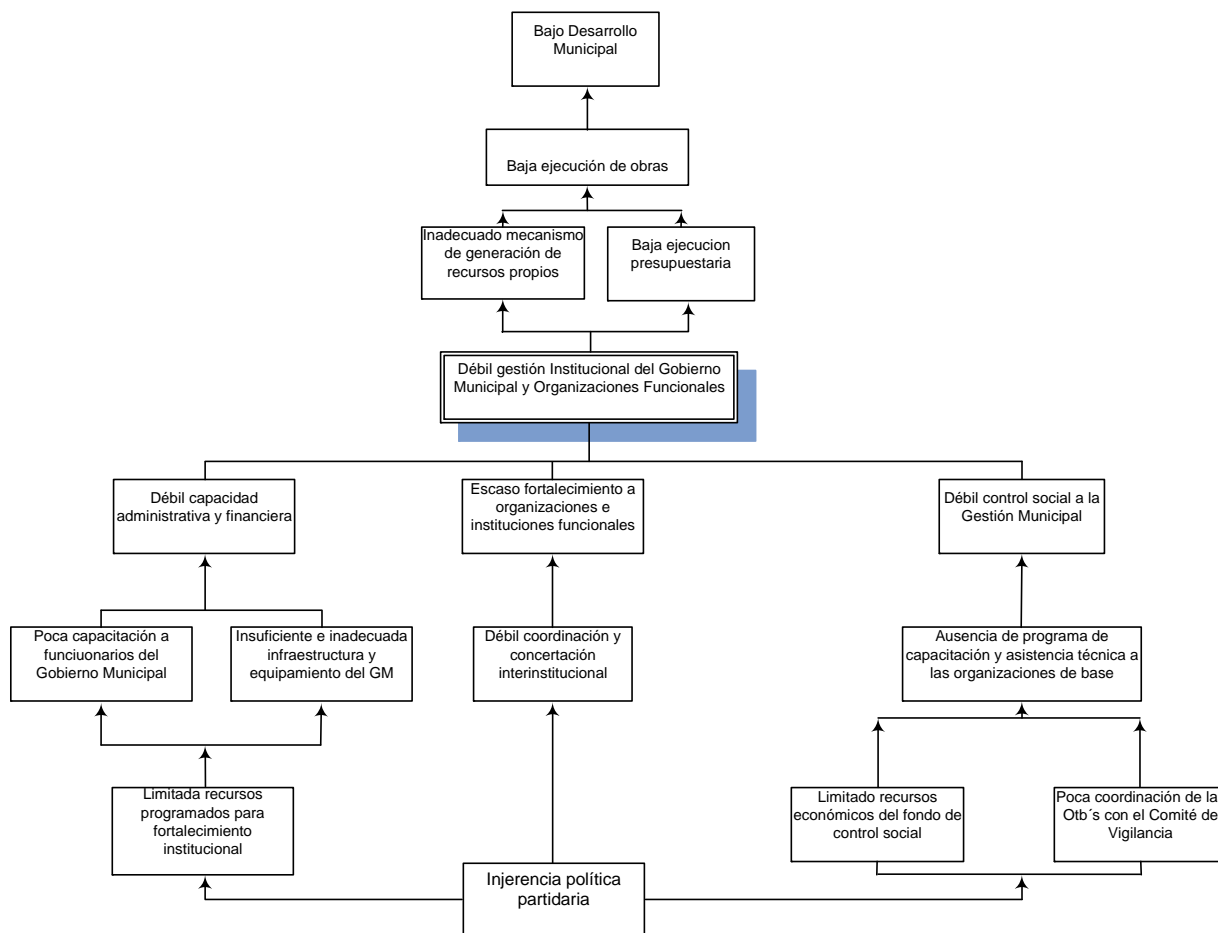 Bajo Desarrollo
Municipal
Baja ejecución de obras
Inadecuado mecanismo
de generación de
recursos propios
Baja ejecucion
presupuestaria
Débil gestión Institucional del Gobierno
Municipal y Organizaciones Funcionales
Débil capacidad
administrativa y financiera
Escaso fortalecimiento a
organizaciones e
instituciones funcionales
Débil control social a la
Gestión Municipal
Poca capacitación a
funciuonarios del
Gobierno Municipal
Insuficiente e inadecuada
infraestructura y
equipamiento del GM
Débil coordinación y
concertación
interinstitucional
Ausencia de programa de
capacitación y asistencia técnica a
las organizaciones de base
Limitada recursos
programados para
fortalecimiento
institucional
Limitado recursos
económicos del fondo de
control social
Poca coordinación de la
Otb´s con el Comité de
Vigilancia
Injerencia política
partidaria